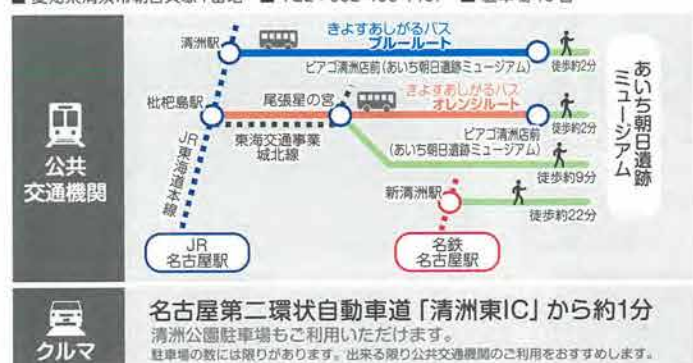 清洲駅
きよすあしがるバス
ブルールート
ピアゴ清洲店前(あいち朝日遺跡ミュージアム)
徒歩約2分
枇杷島駅
尾張星の宮
きよすあしがるバス
オレンジルート
ピアゴ清洲店前
(あいち朝日遺跡ミュージアム)
徒歩約2分
東海交通事業
城北線
JR東海道本線
徒歩約9分
新清洲駅
徒歩約22分
JR
名古屋駅
名鉄
名古屋駅
あいち朝日遺跡
ミュージアム
公共
交通機関
クルマ
名古屋第二環状自動車道「清洲東IC」から約1分
清洲公園駐車場もご利用いただけます。
駐車場の数には限りがあります。出来る限り公共交通機関のご利用をおすすめします。